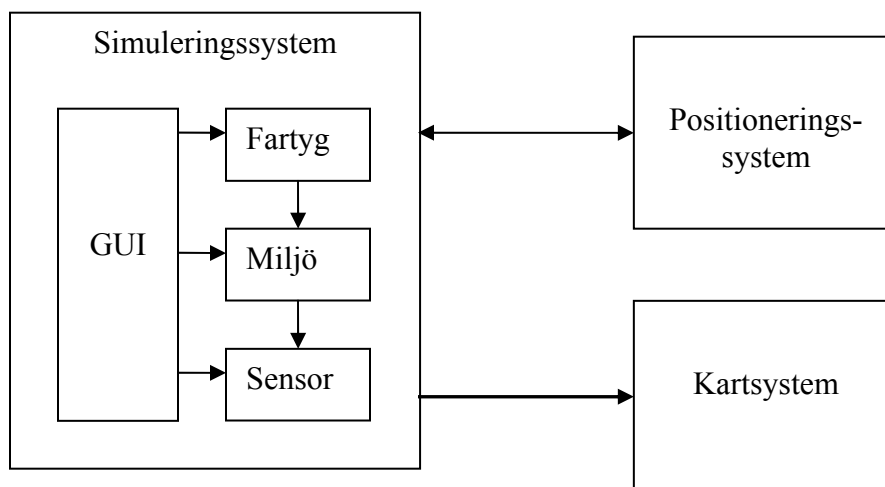 Simuleringssystem
Fartyg
GUI
Miljö
Sensor
Positionerings-
system
Kartsystem